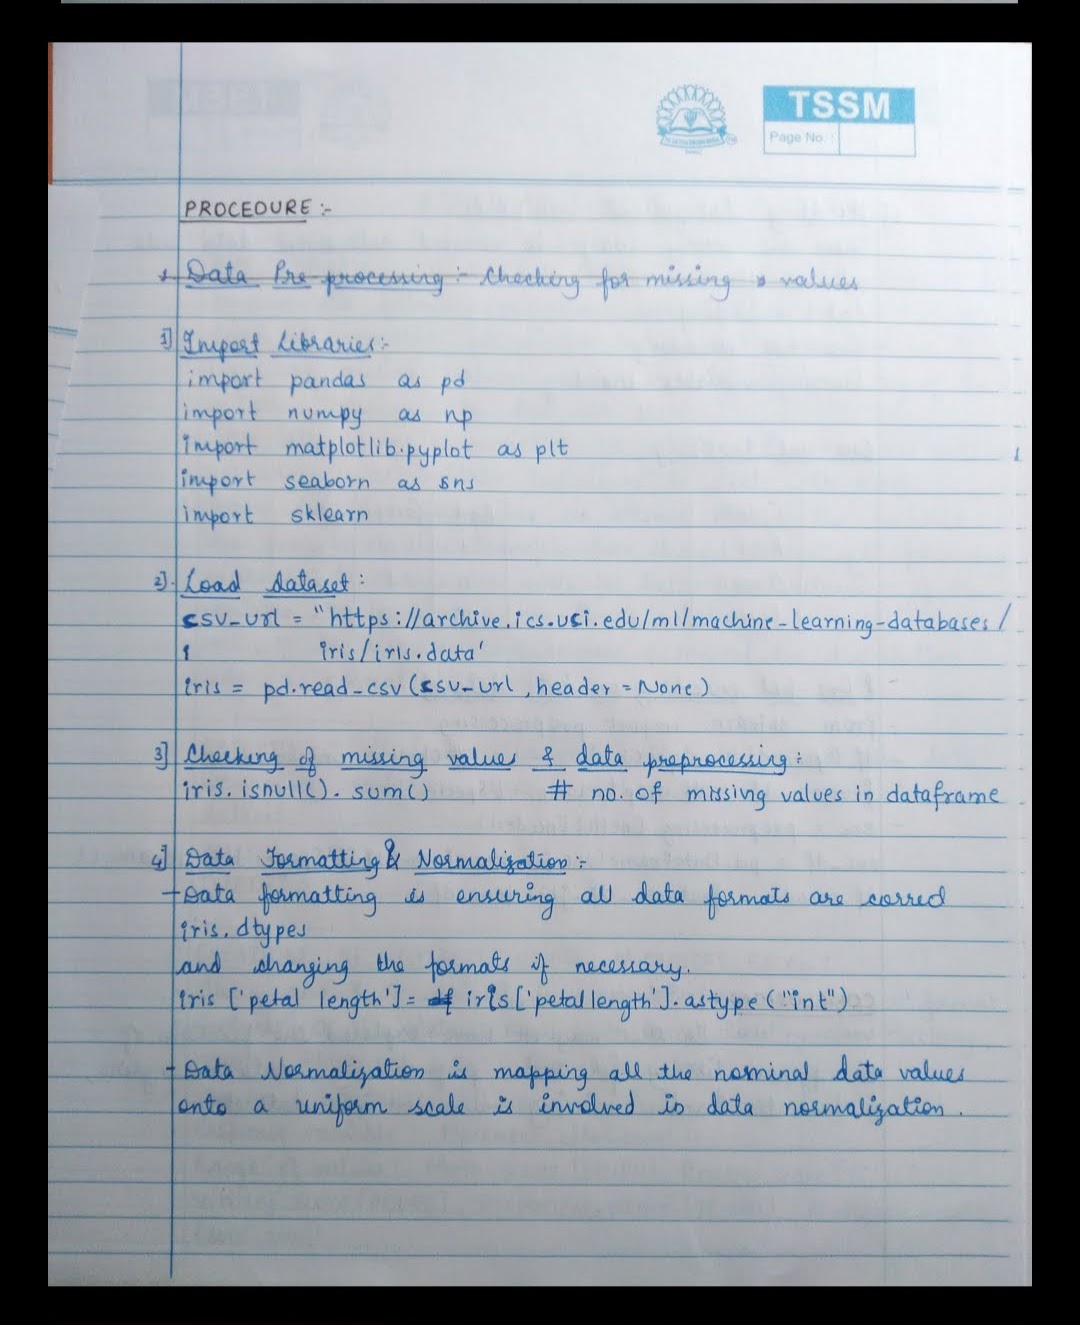 TSSM
Page No. :
PROCEDURE :-
Data Pre-processing :- Checking for missing values
1] Import Libraries:-
import pandas as pd
import numpy as np
import matplotlib.pyplot as plt
import seaborn as sns
import sklearn
2]. Load dataset :
csv_url = "https://archive.ics.uci.edu/ml/machine-learning-databases/
iris/iris.data'
iris = pd.read_csv(csv_url, header = None)
3] Checking of missing values & data preprocessing :
iris.isnull().sum() # no. of missing values in dataframe
4] Data Formatting & Normalization :-
- Data formatting is ensuring all data formats are corred
iris.dtypes
and changing the formats if necessary.
iris ['petal length'] = df iris['petal length'].astype("int")
- Data Normalization is mapping all the nominal data values
onto a uniform scale is involved in data normalization.